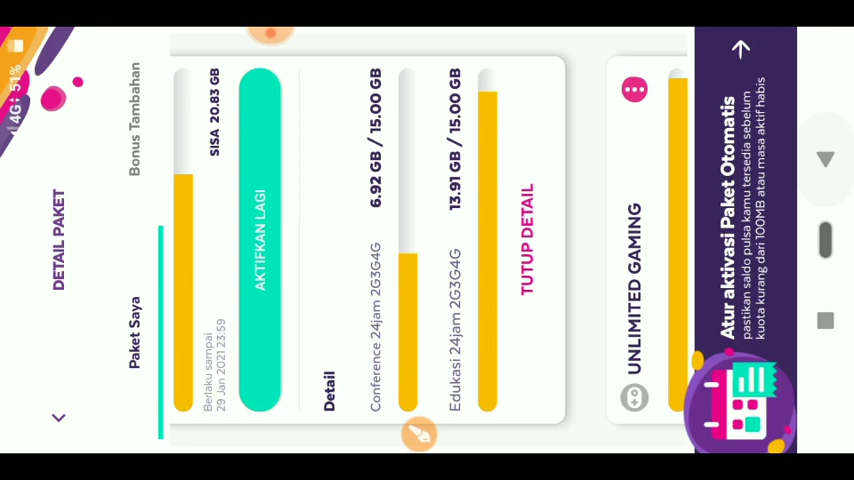 4G 51%
DETAIL PAKET
Paket Saya
Bonus Tambahan
SISA 20.83 GB
Berlaku sampai
29 Jan 2021 23:59
AKTIFKAN LAGI
Detail
Conference 24jam 2G3G4G 6.92 GB / 15.00 GB
Edukasi 24jam 2G3G4G 13.91 GB / 15.00 GB
TUTUP DETAIL
UNLIMITED GAMING
Atur aktivasi Paket Otomatis
pastikan saldo pulsa kamu tersedia sebelum
kuota kurang dari 100MB atau masa aktif habis